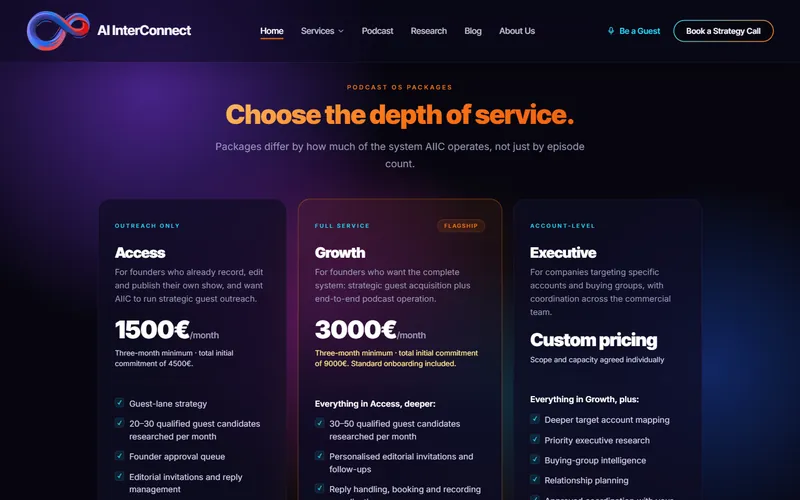 AI InterConnect
Home
Services
Podcast
Research
Blog
About Us
Be a Guest
Book a Strategy Call
PODCAST OS PACKAGES
Choose the depth of service.
Packages differ by how much of the system AIIC operates, not just by episode
count.
OUTREACH ONLY
Access
For founders who already record, edit
and publish their own show, and want
AIIC to run strategic guest outreach.
1500€/month
Three-month minimum · total initial
commitment of 4500€.
Guest-lane strategy
20–30 qualified guest candidates
researched per month
Founder approval queue
Editorial invitations and reply
management
FULL SERVICE
FLAGSHIP
Growth
For founders who want the complete
system: strategic guest acquisition plus
end-to-end podcast operation.
3000€/month
Three-month minimum · total initial commitment
of 9000€. Standard onboarding included.
Everything in Access, deeper:
30–50 qualified guest candidates
researched per month
Personalised editorial invitations and
follow-ups
Reply handling, booking and recording
ACCOUNT-LEVEL
Executive
For companies targeting specific
accounts and buying groups, with
coordination across the commercial
team.
Custom pricing
Scope and capacity agreed individually
Everything in Growth, plus:
Deeper target account mapping
Priority executive research
Buying-group intelligence
Relationship planning